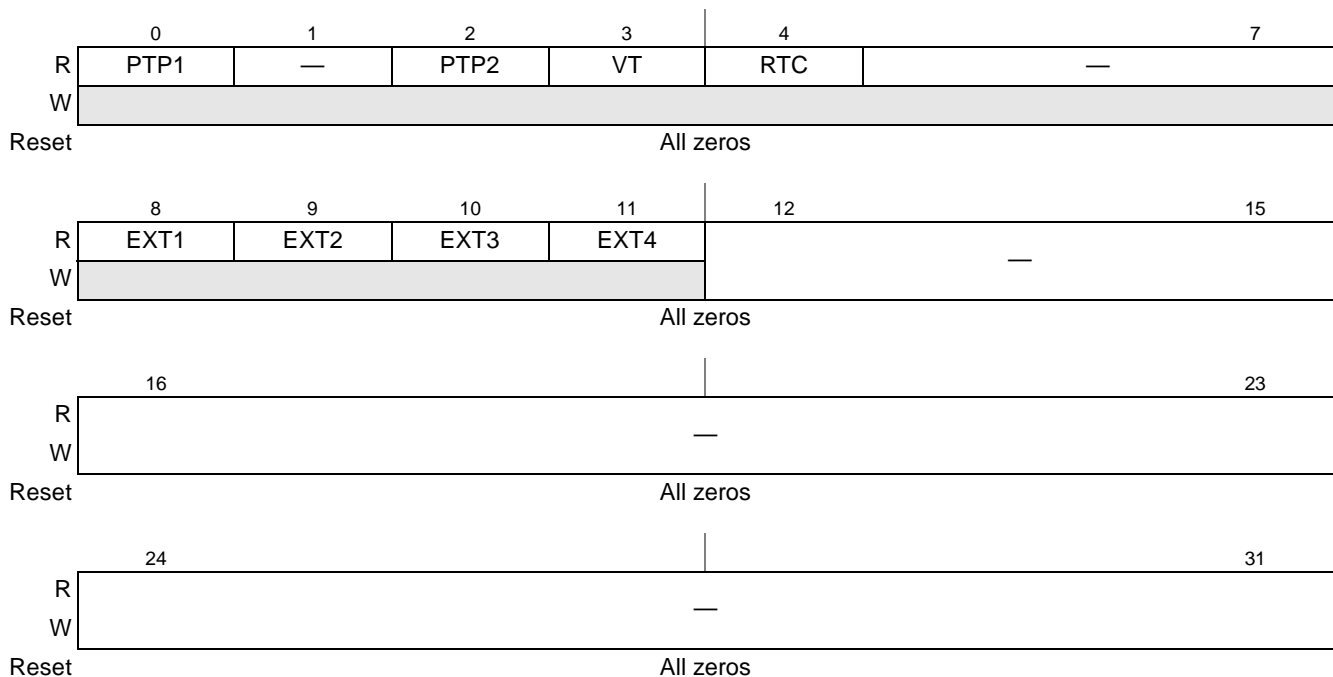 0 1 2 3 4 7
R PTP1 — PTP2 VT RTC —
W
Reset All zeros
8 9 10 11 12 15
R EXT1 EXT2 EXT3 EXT4 —
W
Reset All zeros
16 23
R
—
W
Reset All zeros
24 31
R
—
W
Reset All zeros